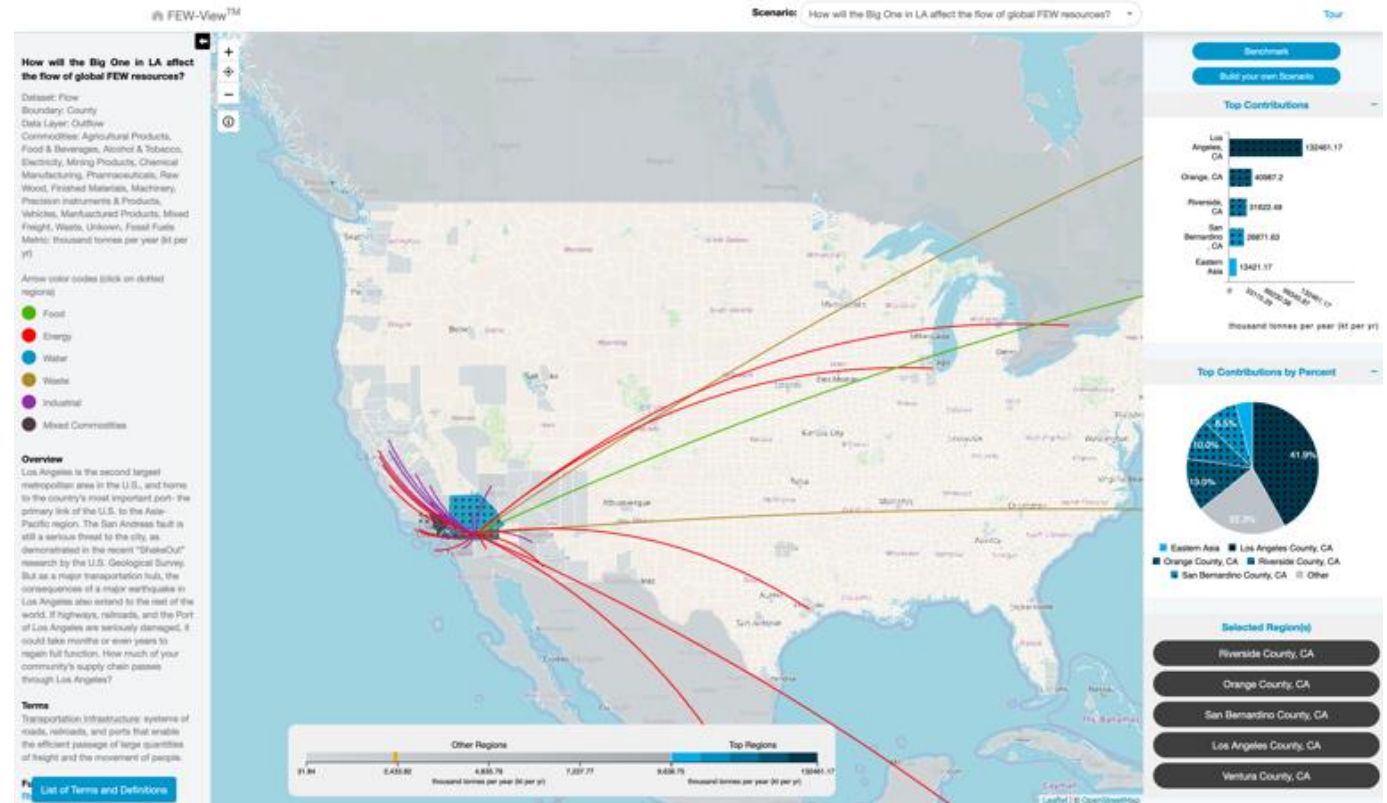 FEW-View™
Scenario:
How will the Big One in LA affect the flow of global FEW resources?
Tour
How will the Big One in LA affect
the flow of global FEW resources?
Dataset: Flow
Boundary: County
Data Layer: Outflow
Commodities: Agricultural Products,
Food & Beverages, Alcohol & Tobacco,
Electricity, Mining Products, Chemical
Manufacturing, Pharmaceuticals, Raw
Wood, Finished Materials, Machinery,
Precision instruments & Products,
Vehicles, Manfuactured Products, Mixed
Freight, Waste, Unkown, Fossil Fuels
Metric: thousand tonnes per year (kt per
yr)
Arrow color codes (click on dotted
regions)
Food
Energy
Water
Waste
Industrial
Mixed Commodities
Overview
Los Angeles is the second largest
metropolitan area in the U.S., and home
to the country's most important port- the
primary link of the U.S. to the Asia-
Pacific region. The San Andreas fault is
still a serious threat to the city, as
demonstrated in the recent "ShakeOut"
research by the U.S. Geological Survey.
But as a major transportation hub, the
consequences of a major earthquake in
Los Angeles also extend to the rest of the
world. If highways, railroads, and the Port
of Los Angeles are seriously damaged, it
could take months or even years to
regain full function. How much of your
community's supply chain passes
through Los Angeles?
Terms
Transportation Infrastructure: systems of
roads, railroads, and ports that enable
the efficient passage of large quantities
of freight and the movement of people.
List of Terms and Definitions
Albuquerque
Kansas City
San Antonio
Other Regions
Top Regions
31.84
2,433.82
4,835.79
7,237.77
9,639.75
132461.17
thousand tonnes per year (kt per yr)
thousand tonnes per year (kt per yr)
Leaflet | © OpenStreetMap
Benchmark
Build your own Scenario
Top Contributions
Los
Angeles,
CA
132461.17
Orange, CA
40987.2
Riverside,
CA
31622.49
San
Bernardino
, CA
26871.63
Eastern
Asia
13421.17
0
132461.17
thousand tonnes per year (kt per yr)
Top Contributions by Percent
41.9%
22.3%
13.0%
10.0%
8.5%
Eastern Asia
Los Angeles County, CA
Orange County, CA
Riverside County, CA
San Bernardino County, CA
Other
Selected Region(s)
Riverside County, CA
Orange County, CA
San Bernardino County, CA
Los Angeles County, CA
Ventura County, CA